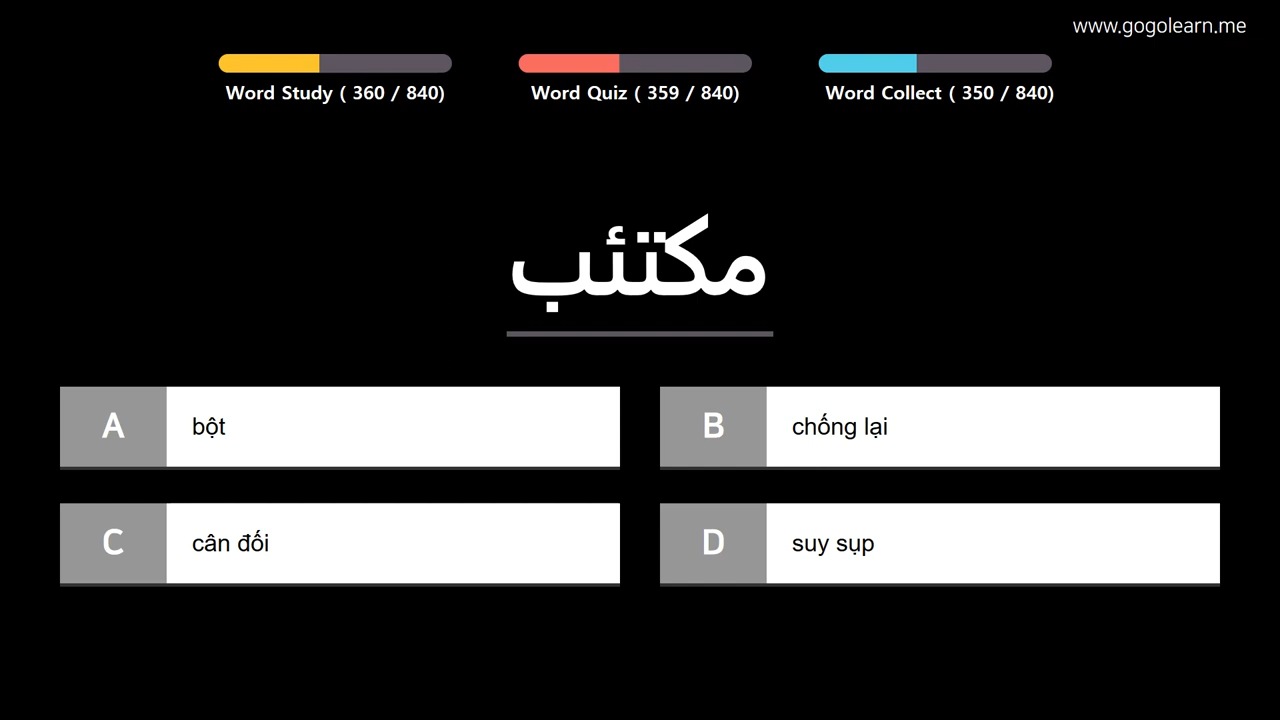 www.gogolearn.me
Word Study ( 360 / 840)
Word Quiz ( 359 / 840)
Word Collect ( 350 / 840)
مكتئب
A
bột
B
chống lại
C
cân đối
D
suy sụp